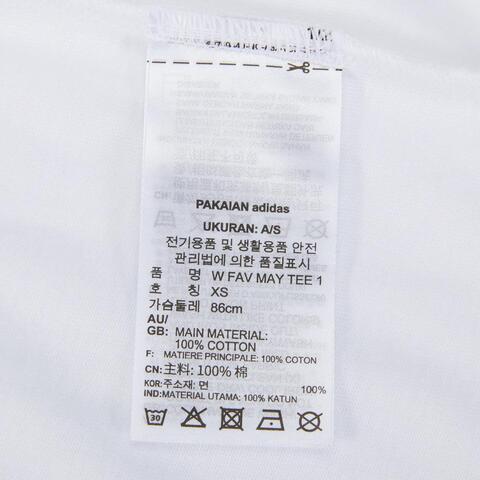 PAKAIAN adidas
UKURAN: A/S
전기용품 및 생활용품 안전
관리법에 의한 품질표시
품 명 W FAV MAY TEE 1
호 칭 XS
가슴둘레 86cm
AU/
GB: MAIN MATERIAL:
100% COTTON
F: MATIERE PRINCIPALE: 100% COTON
CN: 主料: 100% 棉
KOR: 주소재: 면 100%
IND: MATERIAL UTAMA: 100% KATUN
30